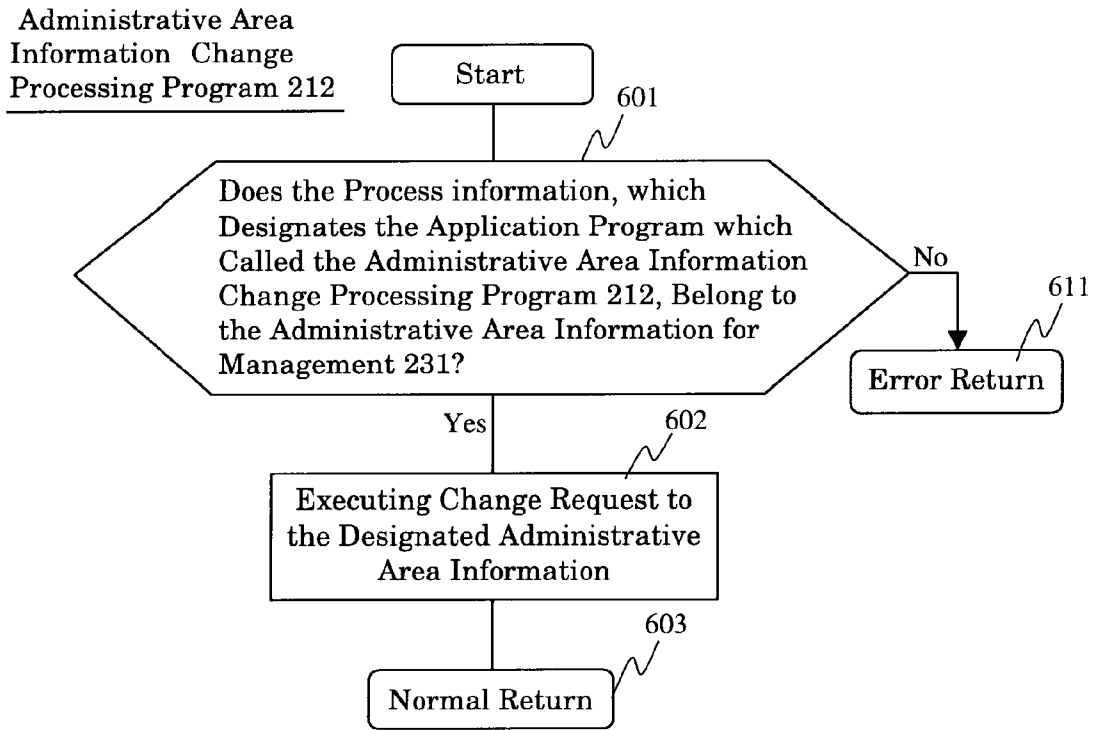 Administrative Area
Information Change
Processing Program 212
Start
601
Does the Process information, which
Designates the Application Program which
Called the Administrative Area Information
Change Processing Program 212, Belong to
the Administrative Area Information for
Management 231?
No
611
Error Return
Yes
602
Executing Change Request to
the Designated Administrative
Area Information
603
Normal Return